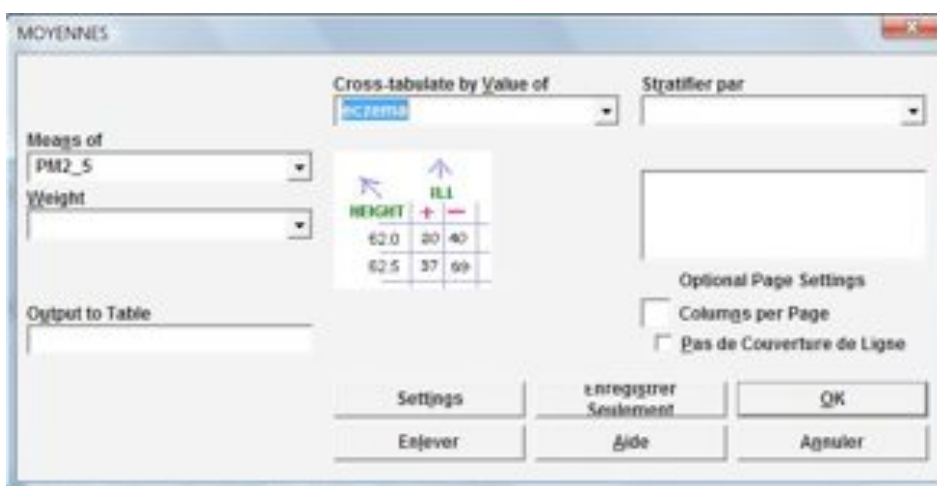 MOYENNES
Cross-tabulate by Value of
Stratifier par
eczema
Means of
PM2_5
Weight
ILL
HEIGHT + −
62.0 20 40
62.5 37 69
Optional Page Settings
Output to Table
Columns per Page
Pas de Couverture de Ligne
Settings
Enregistrer
Seulement
OK
Enlever
Aide
Annuler